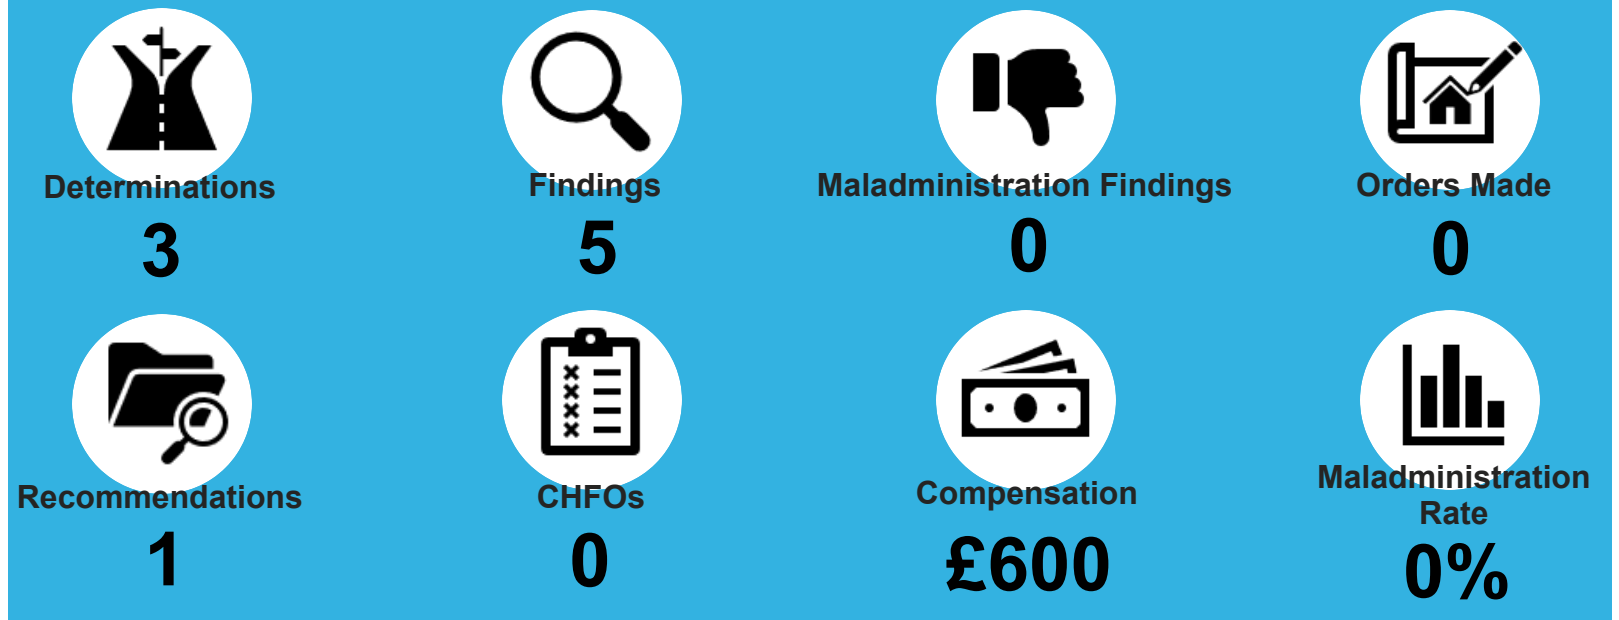 Determinations
3
Findings
5
Maladministration Findings
0
Orders Made
0
Recommendations
1
CHFOs
0
Compensation
£600
Maladministration
Rate
0%